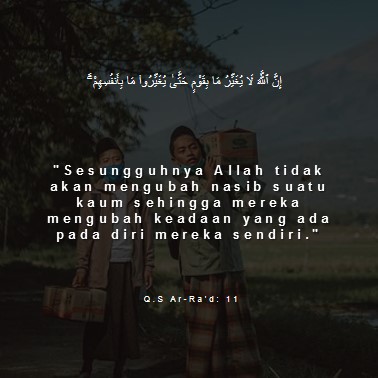 إِنَّ ٱللَّهَ لَا يُغَيِّرُ مَا بِقَوْمٍ حَتَّىٰ يُغَيِّرُوا۟ مَا بِأَنفُسِهِمْ ۗ
"Sesungguhnya Allah tidak
akan mengubah nasib suatu
kaum sehingga mereka
mengubah keadaan yang ada
pada diri mereka sendiri."
Q.S Ar-Ra'd: 11